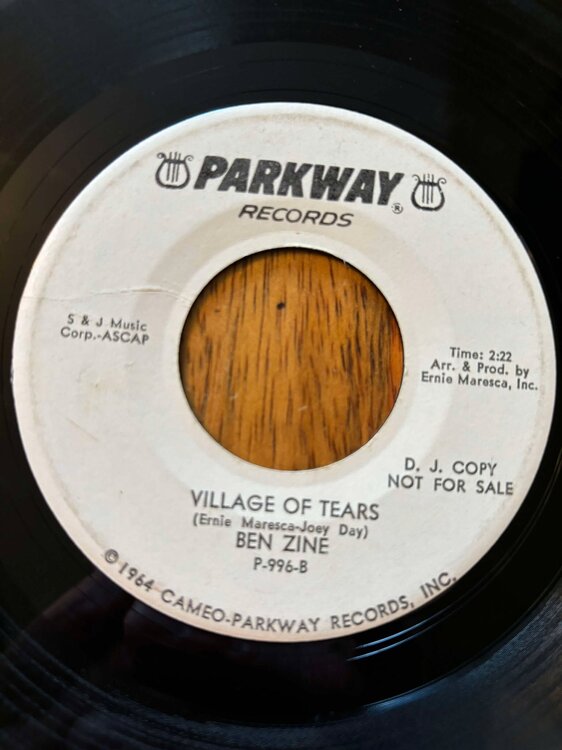 PARKWAY®
RECORDS
S & J Music
Corp.-ASCAP
Time: 2:22
Arr. & Prod. by
Ernie Maresca, Inc.
D. J. COPY
NOT FOR SALE
VILLAGE OF TEARS
(Ernie Maresca-Joey Day)
BEN ZINE
P-996-B
© 1964 CAMEO-PARKWAY RECORDS, INC.